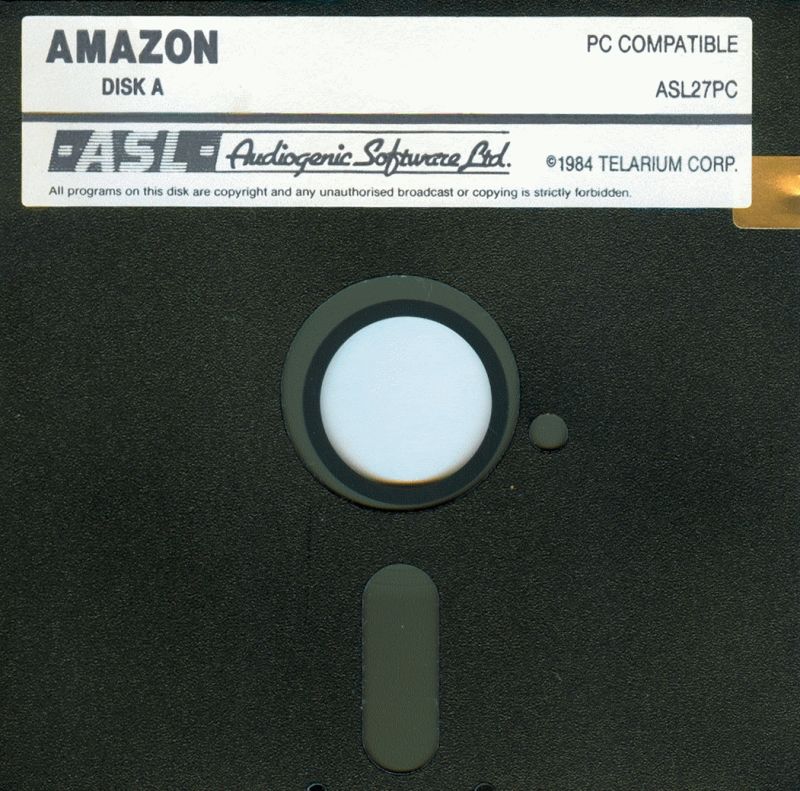 AMAZON
DISK A
PC COMPATIBLE
ASL27PC
ASL Audiogenic Software Ltd. ©1984 TELARIUM CORP.
All programs on this disk are copyright and any unauthorised broadcast or copying is strictly forbidden.